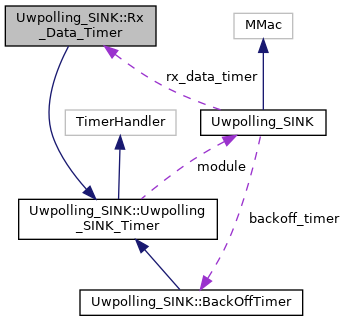 Uwpolling_SINK::Rx
_Data_Timer
MMac
rx_data_timer
TimerHandler
Uwpolling_SINK
module
Uwpolling_SINK::Uwpolling
_SINK_Timer
backoff_timer
Uwpolling_SINK::BackOffTimer